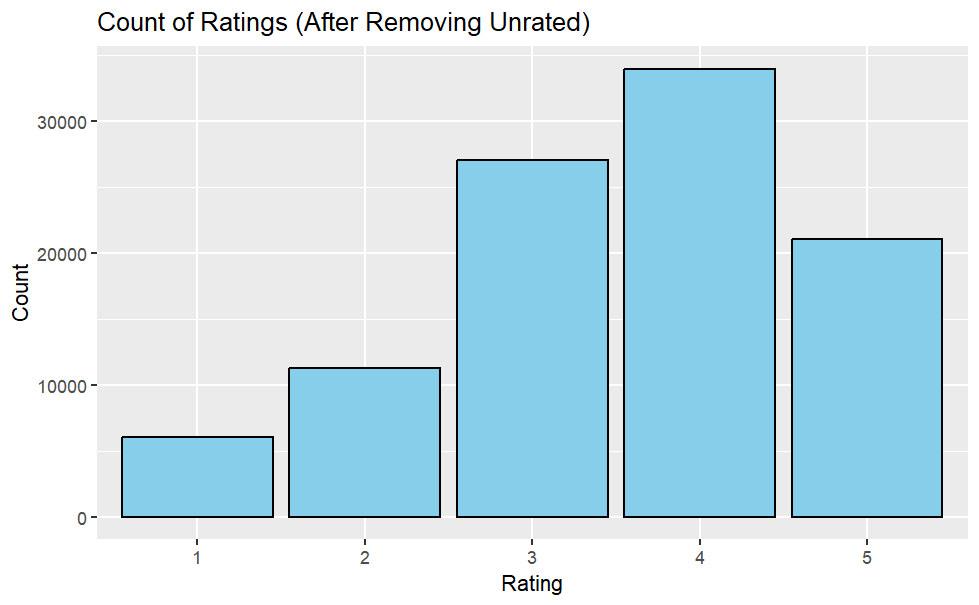 Count of Ratings (After Removing Unrated)
Count
30000
20000
10000
0
1 2 3 4 5
Rating